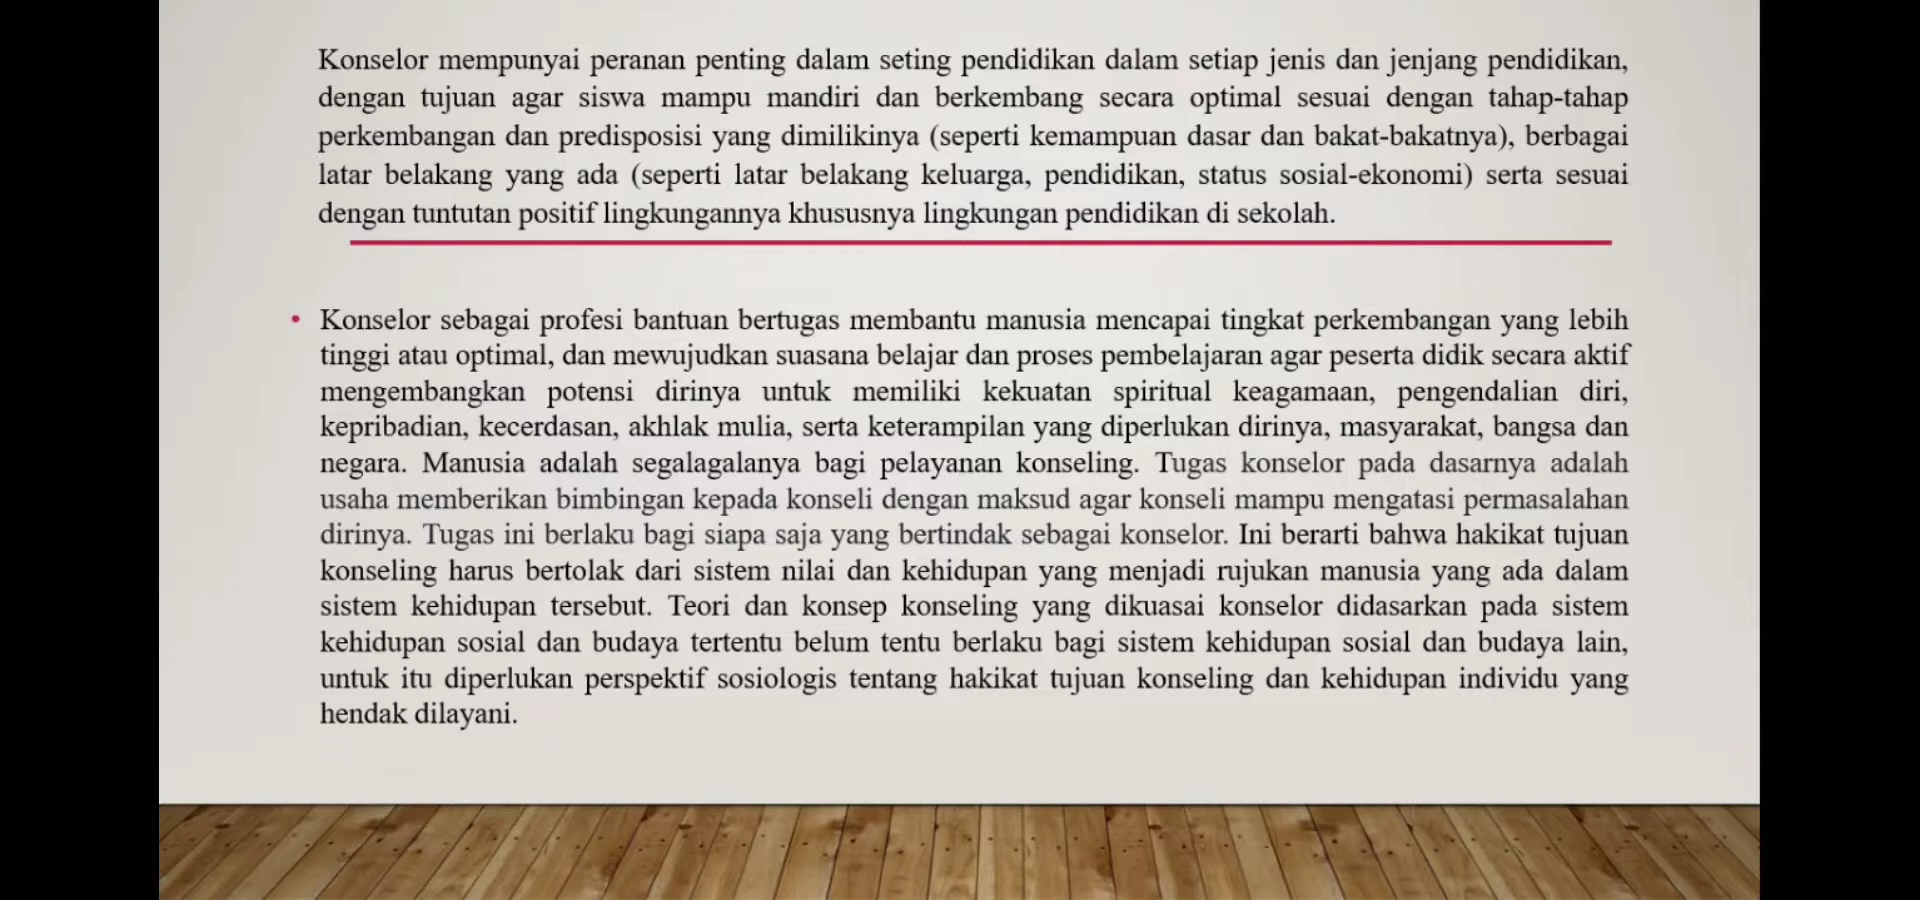 Konselor mempunyai peranan penting dalam seting pendidikan dalam setiap jenis dan jenjang pendidikan,
dengan tujuan agar siswa mampu mandiri dan berkembang secara optimal sesuai dengan tahap-tahap
perkembangan dan predisposisi yang dimilikinya (seperti kemampuan dasar dan bakat-bakatnya), berbagai
latar belakang yang ada (seperti latar belakang keluarga, pendidikan, status sosial-ekonomi) serta sesuai
dengan tuntutan positif lingkungannya khususnya lingkungan pendidikan di sekolah.
• Konselor sebagai profesi bantuan bertugas membantu manusia mencapai tingkat perkembangan yang lebih
tinggi atau optimal, dan mewujudkan suasana belajar dan proses pembelajaran agar peserta didik secara aktif
mengembangkan potensi dirinya untuk memiliki kekuatan spiritual keagamaan, pengendalian diri,
kepribadian, kecerdasan, akhlak mulia, serta keterampilan yang diperlukan dirinya, masyarakat, bangsa dan
negara. Manusia adalah segalagalanya bagi pelayanan konseling. Tugas konselor pada dasarnya adalah
usaha memberikan bimbingan kepada konseli dengan maksud agar konseli mampu mengatasi permasalahan
dirinya. Tugas ini berlaku bagi siapa saja yang bertindak sebagai konselor. Ini berarti bahwa hakikat tujuan
konseling harus bertolak dari sistem nilai dan kehidupan yang menjadi rujukan manusia yang ada dalam
sistem kehidupan tersebut. Teori dan konsep konseling yang dikuasai konselor didasarkan pada sistem
kehidupan sosial dan budaya tertentu belum tentu berlaku bagi sistem kehidupan sosial dan budaya lain,
untuk itu diperlukan perspektif sosiologis tentang hakikat tujuan konseling dan kehidupan individu yang
hendak dilayani.